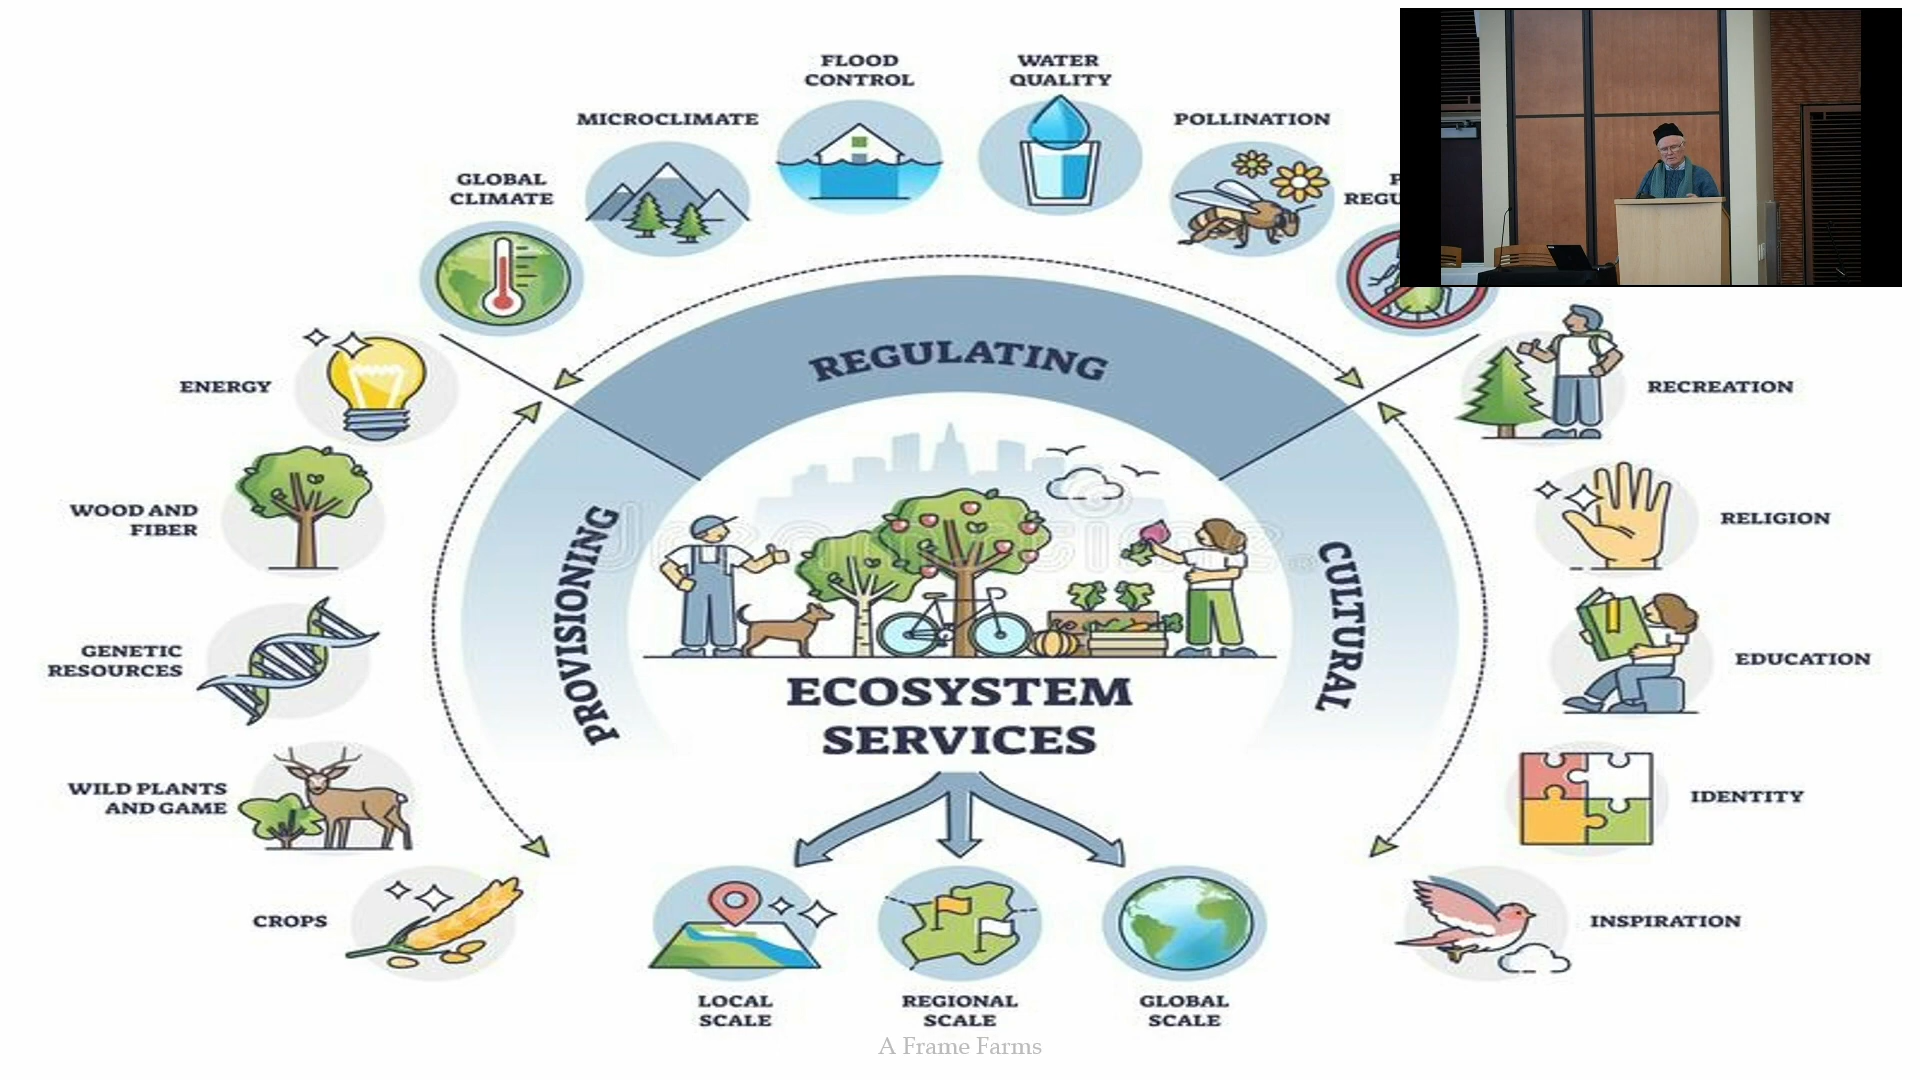 FLOOD
CONTROL
WATER
QUALITY
MICROCLIMATE
POLLINATION
GLOBAL
CLIMATE
ENERGY
REGULATING
RECREATION
WOOD AND
FIBER
RELIGION
PROVISIONING
CULTURAL
GENETIC
RESOURCES
EDUCATION
ECOSYSTEM
SERVICES
WILD PLANTS
AND GAME
IDENTITY
CROPS
INSPIRATION
LOCAL
SCALE
REGIONAL
SCALE
GLOBAL
SCALE
A Frame Farms